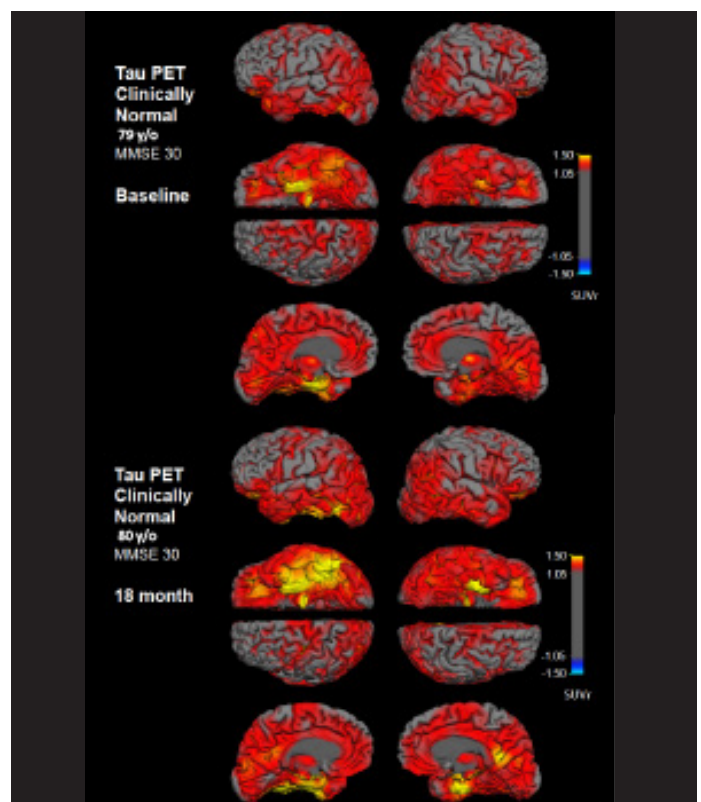 Tau PET
Clinically
Normal
79 y/o
MMSE 30
Baseline
1.50
1.05
-1.05
-1.50
SUVr
Tau PET
Clinically
Normal
80 y/o
MMSE 30
18 month
1.50
1.05
-1.05
-1.50
SUVr